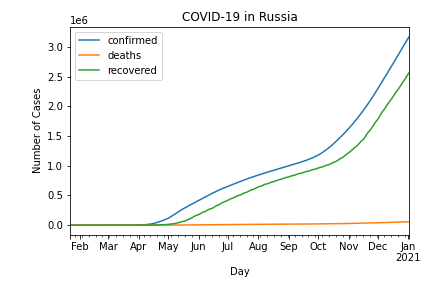 COVID-19 in Russia
1e6
confirmed
deaths
recovered
3.0
2.5
2.0
1.5
1.0
0.5
0.0
Number of Cases
Feb Mar Apr May Jun Jul Aug Sep Oct Nov Dec Jan
2021
Day